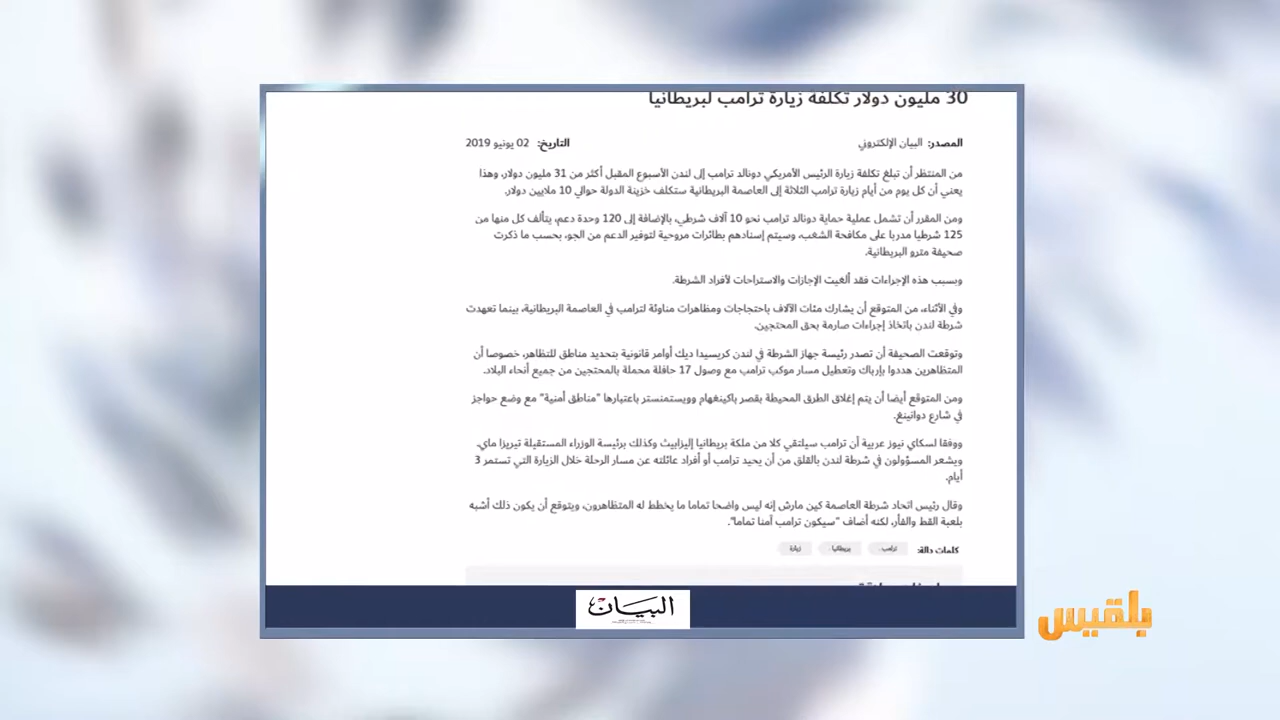 30 مليون دولار تكلفة زيارة ترامب لبريطانيا
المصدر: البيان الإلكتروني
التاريخ: 02 يونيو 2019
من المنتظر أن تبلغ تكلفة زيارة الرئيس الأمريكي دونالد ترامب إلى لندن الأسبوع المقبل أكثر من 31 مليون دولار، وهذا
يعني أن كل يوم من أيام زيارة ترامب الثلاثة إلى العاصمة البريطانية ستكلف خزينة الدولة حوالي 10 ملايين دولار.
ومن المقرر أن تشمل عملية حماية دونالد ترامب نحو 10 آلاف شرطي، بالإضافة إلى 120 وحدة دعم، يتألف كل منها من
125 شرطيا مدربا على مكافحة الشغب، وسيتم إسنادهم بطائرات مروحية لتوفير الدعم من الجو، بحسب ما ذكرت
صحيفة مترو البريطانية.
وبسبب هذه الإجراءات فقد ألغيت الإجازات والاستراحات لأفراد الشرطة.
وفي الأثناء، من المتوقع أن يشارك مئات الآلاف باحتجاجات ومظاهرات مناوئة لترامب في العاصمة البريطانية، بينما تعهدت
شرطة لندن باتخاذ إجراءات صارمة بحق المحتجين.
وتوقعت الصحيفة أن تصدر رئيسة جهاز الشرطة في لندن كريسيدا ديك أوامر قانونية بتحديد مناطق للتظاهر، خصوصا أن
المتظاهرين هددوا بإرباك وتعطيل مسار موكب ترامب مع وصول 17 حافلة محملة بالمحتجين من جميع أنحاء البلاد.
ومن المتوقع أيضا أن يتم إغلاق الطرق المحيطة بقصر باكينغهام وويستمنستر باعتبارها "مناطق أمنية" مع وضع حواجز
في شارع دوانينغ.
ووفقا لسكاي نيوز عربية أن ترامب سيلتقي كلا من ملكة بريطانيا إليزابيث وكذلك برئيسة الوزراء المستقيلة تيريزا ماي.
ويشعر المسؤولون في شرطة لندن بالقلق من أن يحيد ترامب أو أفراد عائلته عن مسار الرحلة خلال الزيارة التي تستمر 3
أيام.
وقال رئيس اتحاد شرطة العاصمة كين مارش إنه ليس واضحا تماما ما يخطط له المتظاهرون، ويتوقع أن يكون ذلك أشبه
بلعبة القط والفأر، لكنه أضاف "سيكون ترامب آمنا تماما".
كلمات دالة: ترامب، بريطانيا، زيارة
البيان
بلقيس